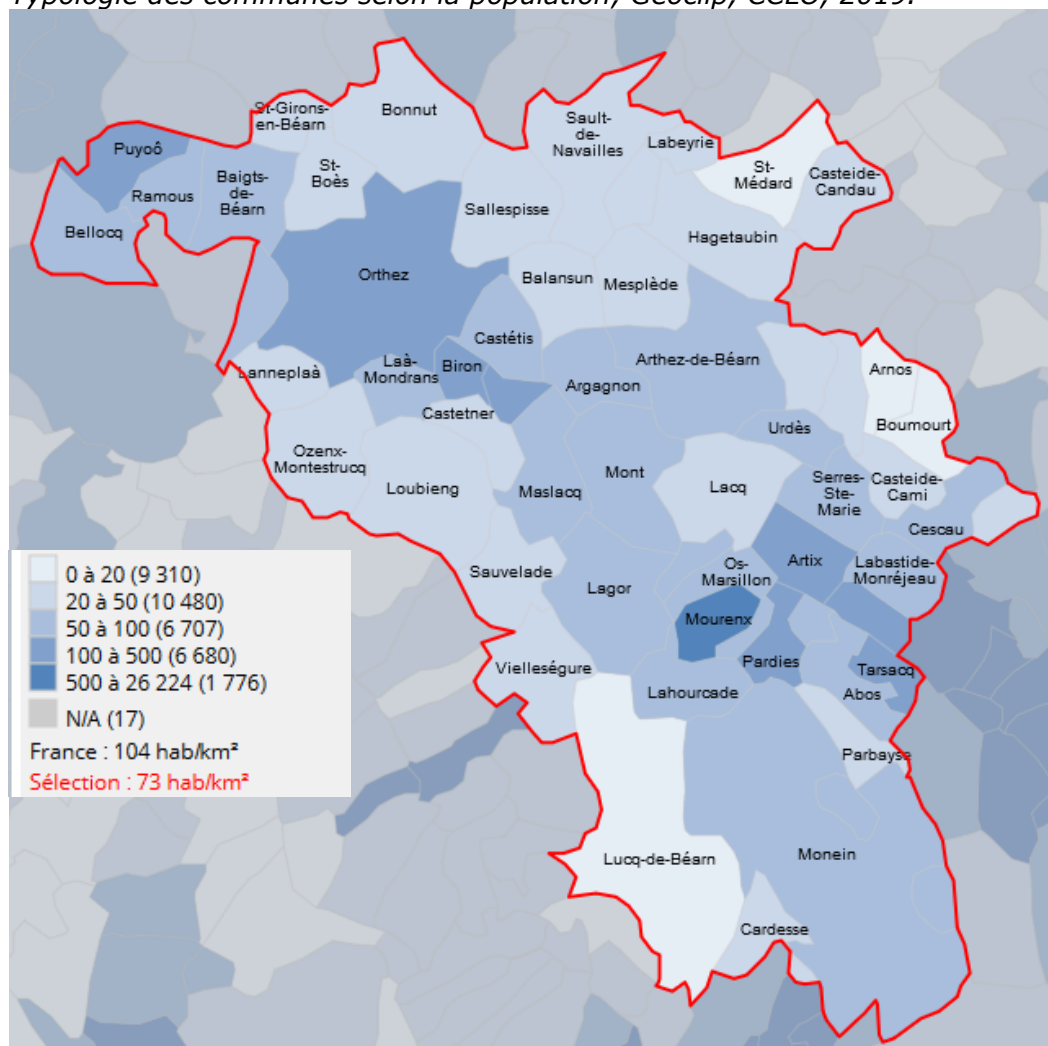 Typologie des communes selon la population, Géoclip, CCLO, 2019.
St-Girons-
en-Béarn
Bonnut
Sault-
de-
Navailles
Labeyrie
Puyoô
St-
Boès
St-
Médard
Casteide-
Candau
Baigts-
de-
Béarn
Ramous
Sallespisse
Bellocq
Hagetaubin
Orthez
Balansun
Mesplède
Castétis
Laà-
Mondrans
Biron
Arthez-de-Béarn
Arnos
Lanneplaà
Argagnon
Castetner
Urdès
Boumourt
Ozenx-
Montestrucq
Loubieng
Mont
Maslacq
Lacq
Serres-
Ste-
Marie
Casteide-
Cami
Cescau
Sauvelade
Lagor
Os-
Marsillon
Artix
Labastide-
Monréjeau
Mourenx
Vielleségure
Pardies
Tarsacq
Lahourcade
Abos
Parbayse
Lucq-de-Béarn
Monein
Cardesse
0 à 20 (9 310)
20 à 50 (10 480)
50 à 100 (6 707)
100 à 500 (6 680)
500 à 26 224 (1 776)
N/A (17)
France : 104 hab/km²
Sélection : 73 hab/km²